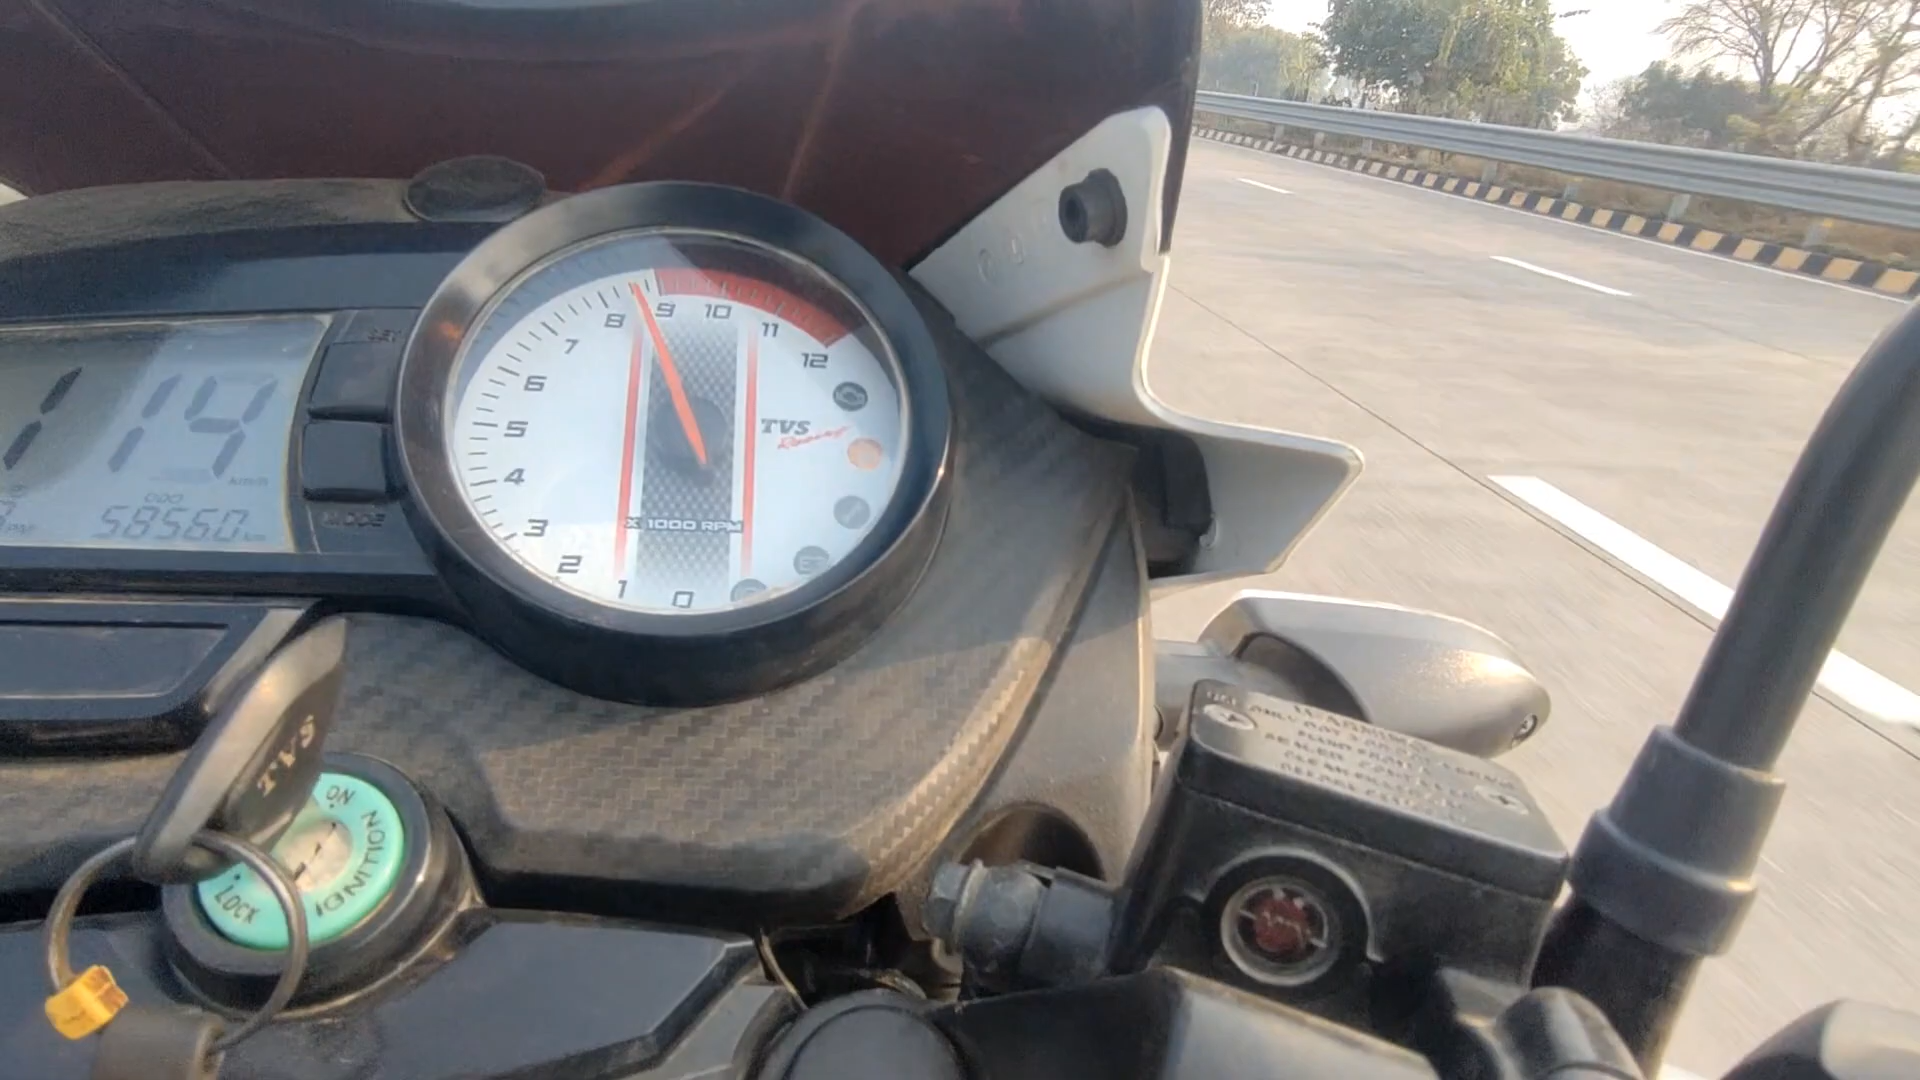 SET
114
km/h
ODO
58560
km
MODE
0
1
2
3
4
5
6
7
8
9
10
11
12
TVS
Racing
X 1000 RPM
TVS
ON
IGNITION
LOCK
WARNING